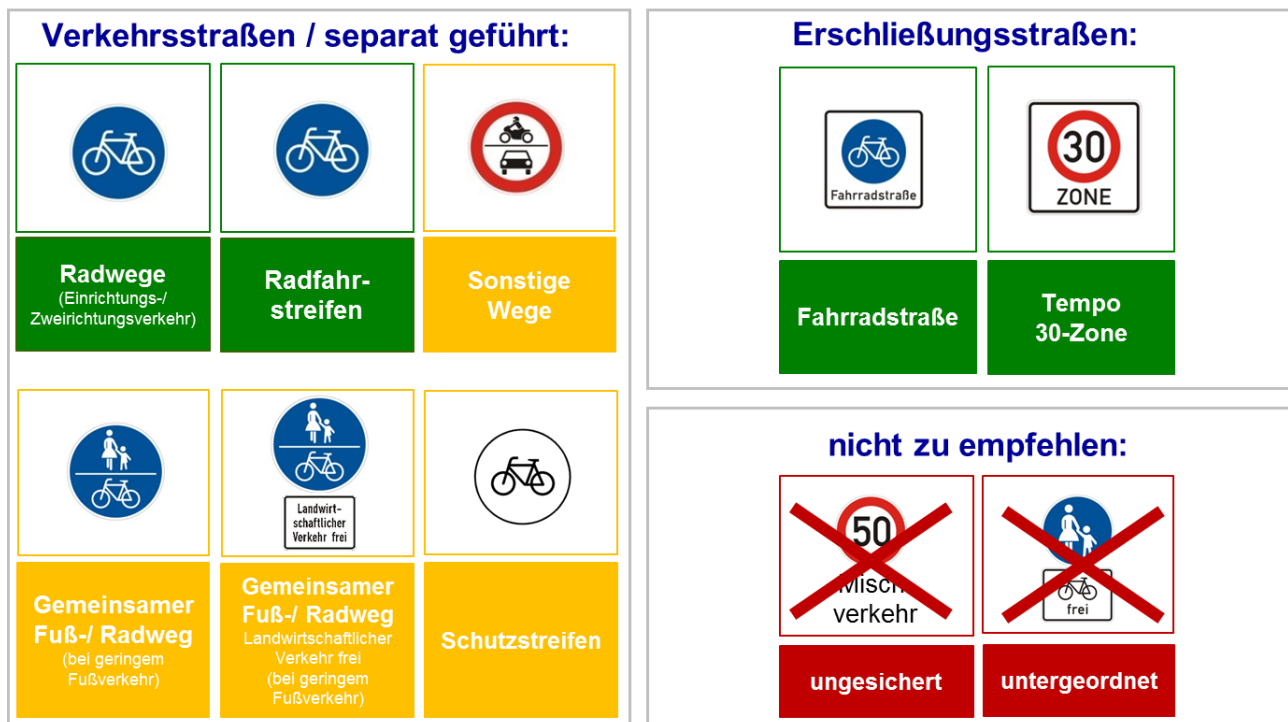 Verkehrsstraßen / separat geführt:
Radwege
(Einrichtungs-/
Zweirichtungsverkehr)
Radfahr-
streifen
Sonstige
Wege
Landwirt-
schaftlicher
Verkehr frei
Gemeinsamer
Fuß-/ Radweg
(bei geringem
Fußverkehr)
Gemeinsamer
Fuß-/ Radweg
Landwirtschaftlicher
Verkehr frei
(bei geringem
Fußverkehr)
Schutzstreifen
Erschließungsstraßen:
Fahrradstraße
30
ZONE
Fahrradstraße
Tempo
30-Zone
nicht zu empfehlen:
50
Misch
verkehr
frei
ungesichert
untergeordnet